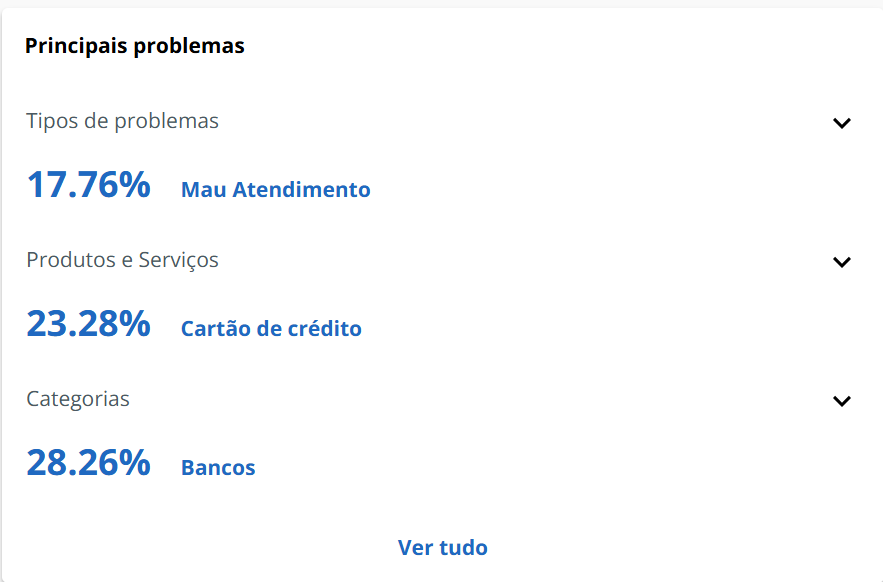 Principais problemas
Tipos de problemas
17.76% Mau Atendimento
Produtos e Serviços
23.28% Cartão de crédito
Categorias
28.26% Bancos
Ver tudo